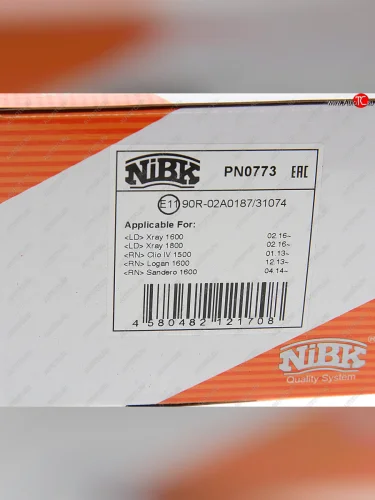 NiBK PN0773 EAC
E11 90R-02A0187/31074
Applicable For:
<LD> Xray 1600 02.16~
<LD> Xray 1800 02.16~
<RN> Clio IV 1500 01.13~
<RN> Logan 1600 12.13~
<RN> Sandero 1600 04.14~
4 580482 121708
NiBK
Quality System